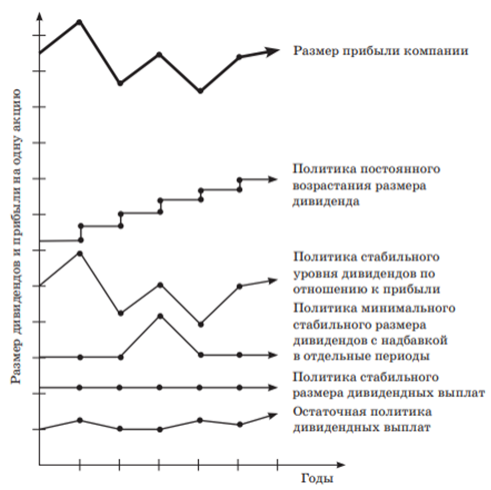 Размер дивидендов и прибыли на одну акцию
Размер прибыли компании
Политика постоянного
возрастания размера
дивиденда
Политика стабильного
уровня дивидендов по
отношению к прибыли
Политика минимального
стабильного размера
дивидендов с надбавкой
в отдельные периоды
Политика стабильного
размера дивидендных выплат
Остаточная политика
дивидендных выплат
Годы